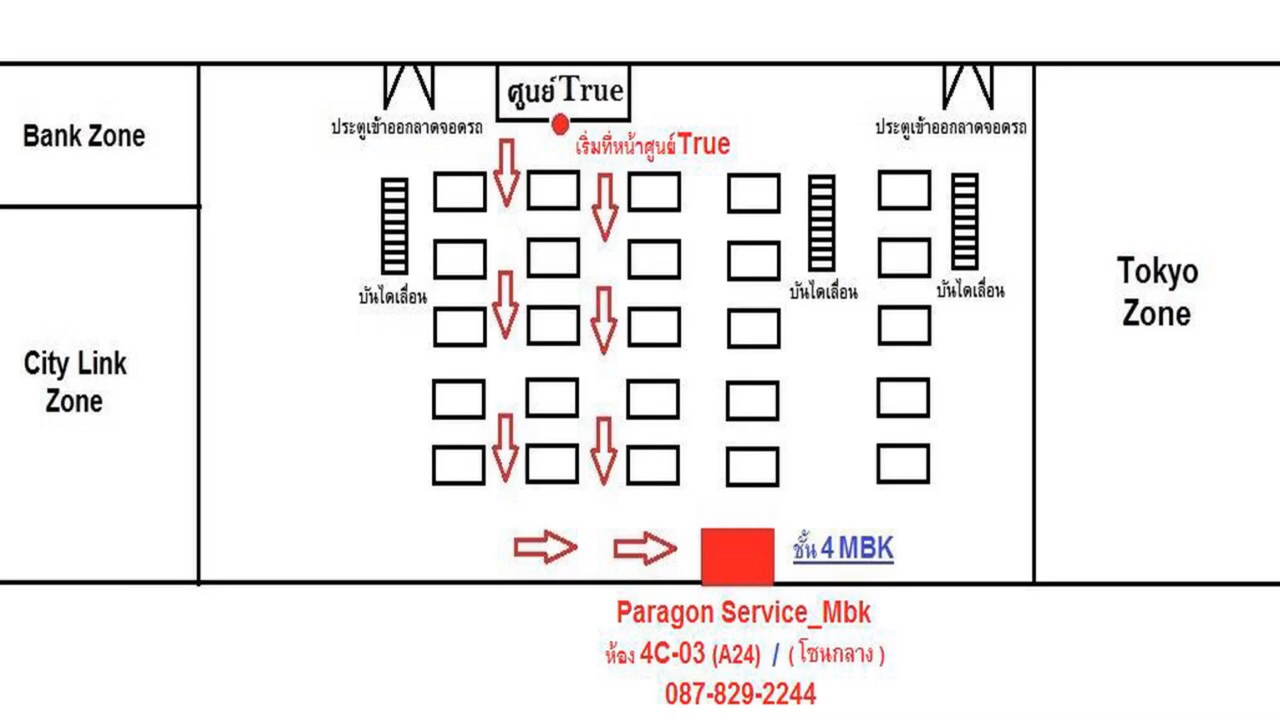 ศูนย์True
ประตูเข้าออกลาดจอดรถ
ประตูเข้าออกลาดจอดรถ
เริ่มที่หน้าศูนย์True
Bank Zone
บันไดเลื่อน
บันไดเลื่อน
บันไดเลื่อน
Tokyo
Zone
City Link
Zone
ชั้น 4 MBK
Paragon Service_Mbk
ห้อง 4C-03 (A24) / (โซนกลาง)
087-829-2244